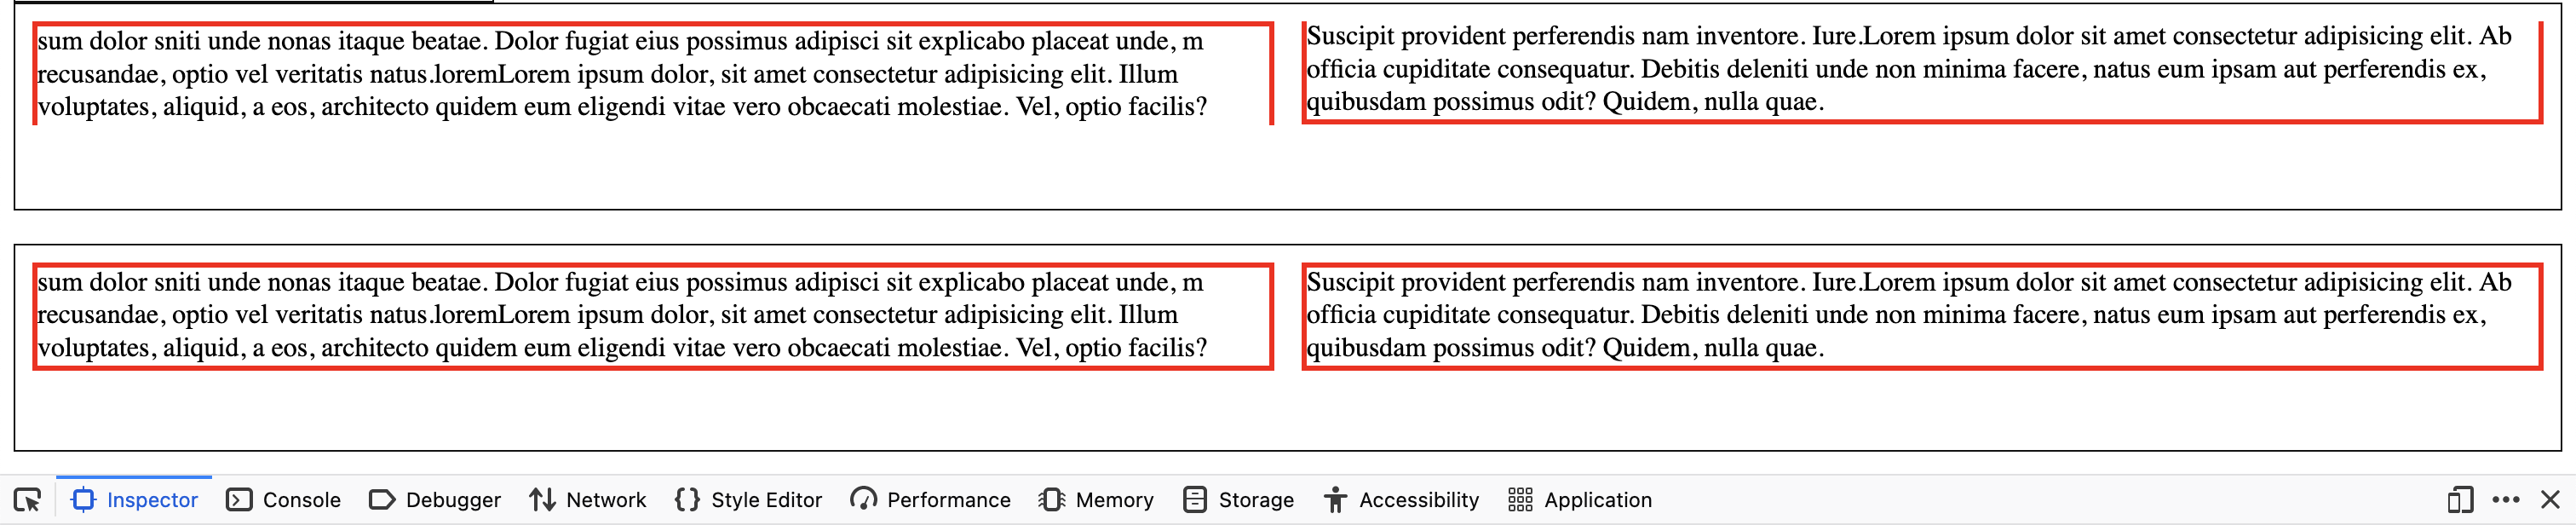 sum dolor sniti unde nonas itaque beatae. Dolor fugiat eius possimus adipisci sit explicabo placeat unde, m
recusandae, optio vel veritatis natus.loremLorem ipsum dolor, sit amet consectetur adipisicing elit. Illum
voluptates, aliquid, a eos, architecto quidem eum eligendi vitae vero obcaecati molestiae. Vel, optio facilis?
Suscipit provident perferendis nam inventore. Iure.Lorem ipsum dolor sit amet consectetur adipisicing elit. Ab
officia cupiditate consequatur. Debitis deleniti unde non minima facere, natus eum ipsam aut perferendis ex,
quibusdam possimus odit? Quidem, nulla quae.
sum dolor sniti unde nonas itaque beatae. Dolor fugiat eius possimus adipisci sit explicabo placeat unde, m
recusandae, optio vel veritatis natus.loremLorem ipsum dolor, sit amet consectetur adipisicing elit. Illum
voluptates, aliquid, a eos, architecto quidem eum eligendi vitae vero obcaecati molestiae. Vel, optio facilis?
Suscipit provident perferendis nam inventore. Iure.Lorem ipsum dolor sit amet consectetur adipisicing elit. Ab
officia cupiditate consequatur. Debitis deleniti unde non minima facere, natus eum ipsam aut perferendis ex,
quibusdam possimus odit? Quidem, nulla quae.
Inspector Console Debugger Network Style Editor Performance Memory Storage Accessibility Application